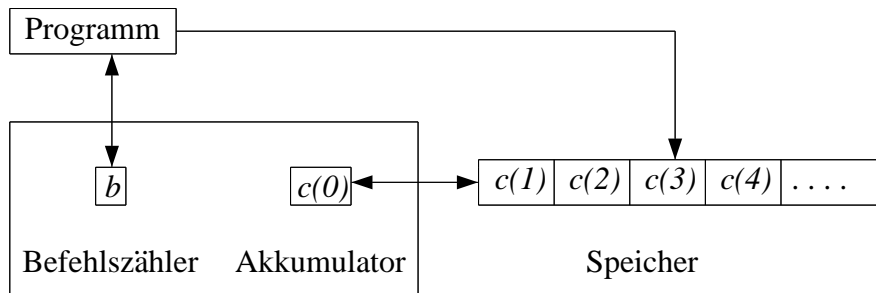 Programm
b c(0) c(1) c(2) c(3) c(4) . . . .
Befehlszähler Akkumulator Speicher